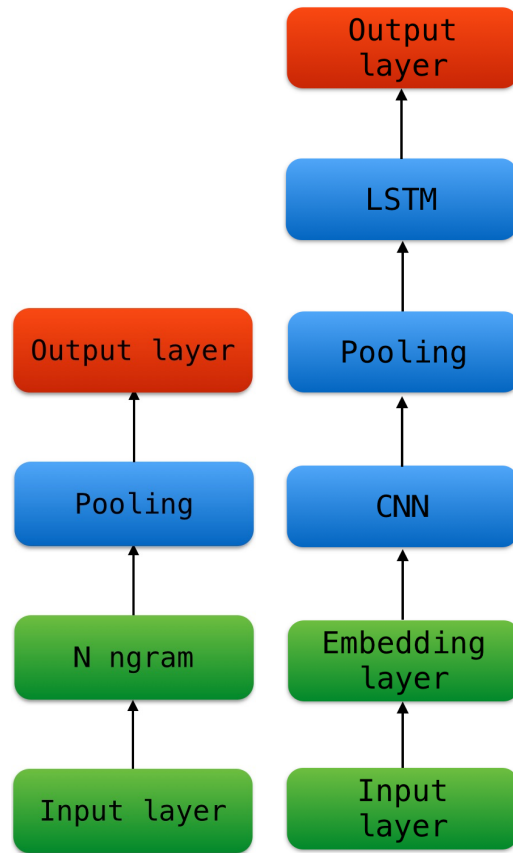 Output layer
Pooling
N ngram
Input layer
Output
layer
LSTM
Pooling
CNN
Embedding
layer
Input
layer